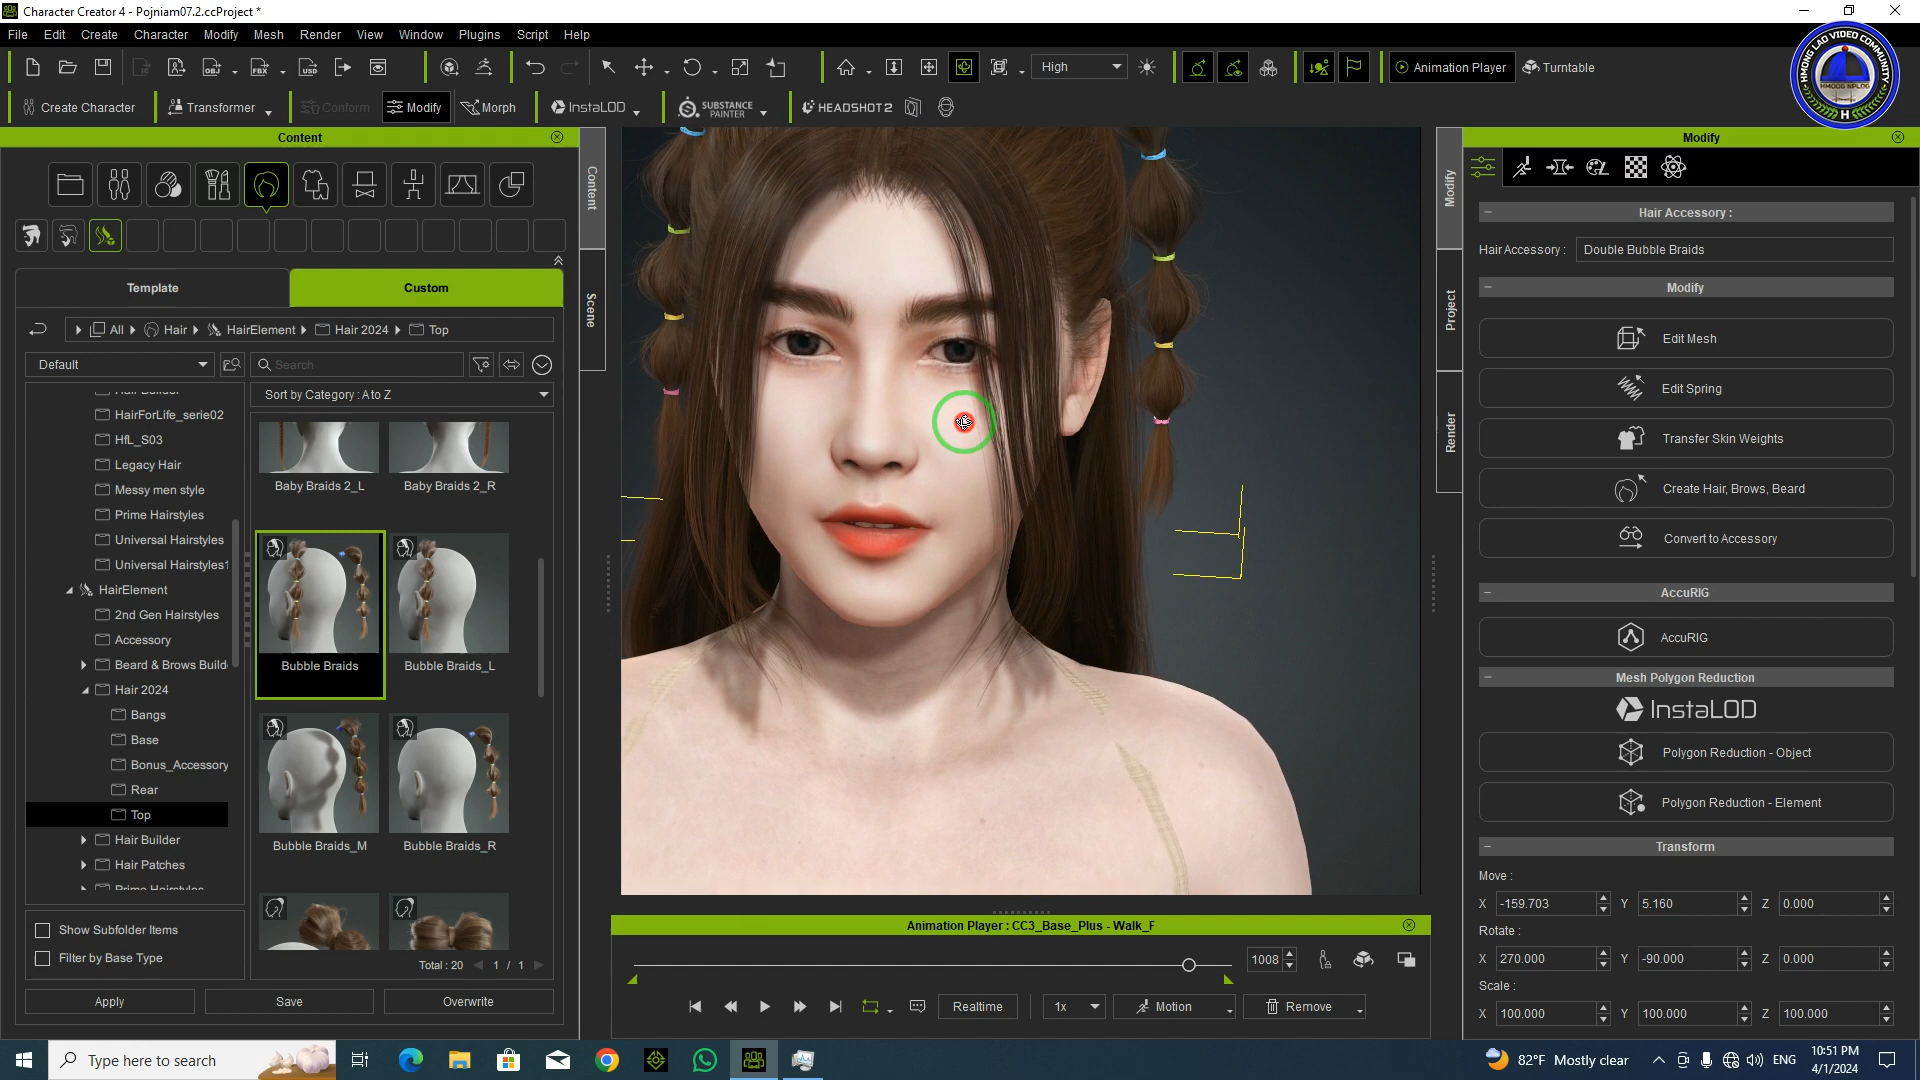 Character Creator 4 - Pojniam07.2.ccProject *
File Edit Create Character Modify Mesh Render View Window Plugins Script Help
High
Animation Player
Turntable
HMONG LAO VIDEO COMMUNITY
HMOOB NPLOG
H
Create Character
Transformer
Conform
Modify
Morph
InstaLOD
SUBSTANCE PAINTER
HEADSHOT 2
Content
Content
Scene
Template
Custom
All Hair HairElement Hair 2024 Top
Default
Search
Sort by Category : A to Z
HairForLife_serie02
HfL_S03
Legacy Hair
Messy men style
Prime Hairstyles
Universal Hairstyles
Universal Hairstyles1
HairElement
2nd Gen Hairstyles
Accessory
Beard & Brows Build
Hair 2024
Bangs
Base
Bonus_Accessory
Rear
Top
Hair Builder
Hair Patches
Prime Hairstyles
Baby Braids 2_L
Baby Braids 2_R
Bubble Braids
Bubble Braids_L
Bubble Braids_M
Bubble Braids_R
Show Subfolder Items
Filter by Base Type
Total : 20 1 / 1
Apply
Save
Overwrite
Animation Player : CC3_Base_Plus - Walk_F
1008
Realtime
1x
Motion
Remove
Modify
Project
Render
Modify
Hair Accessory :
Hair Accessory : Double Bubble Braids
Modify
Edit Mesh
Edit Spring
Transfer Skin Weights
Create Hair, Brows, Beard
Convert to Accessory
AccuRIG
AccuRIG
Mesh Polygon Reduction
InstaLOD
Polygon Reduction - Object
Polygon Reduction - Element
Transform
Move :
X -159.703 Y 5.160 Z 0.000
Rotate :
X 270.000 Y -90.000 Z 0.000
Scale :
X 100.000 Y 100.000 Z 100.000
Type here to search
82°F Mostly clear
ENG
10:51 PM
4/1/2024